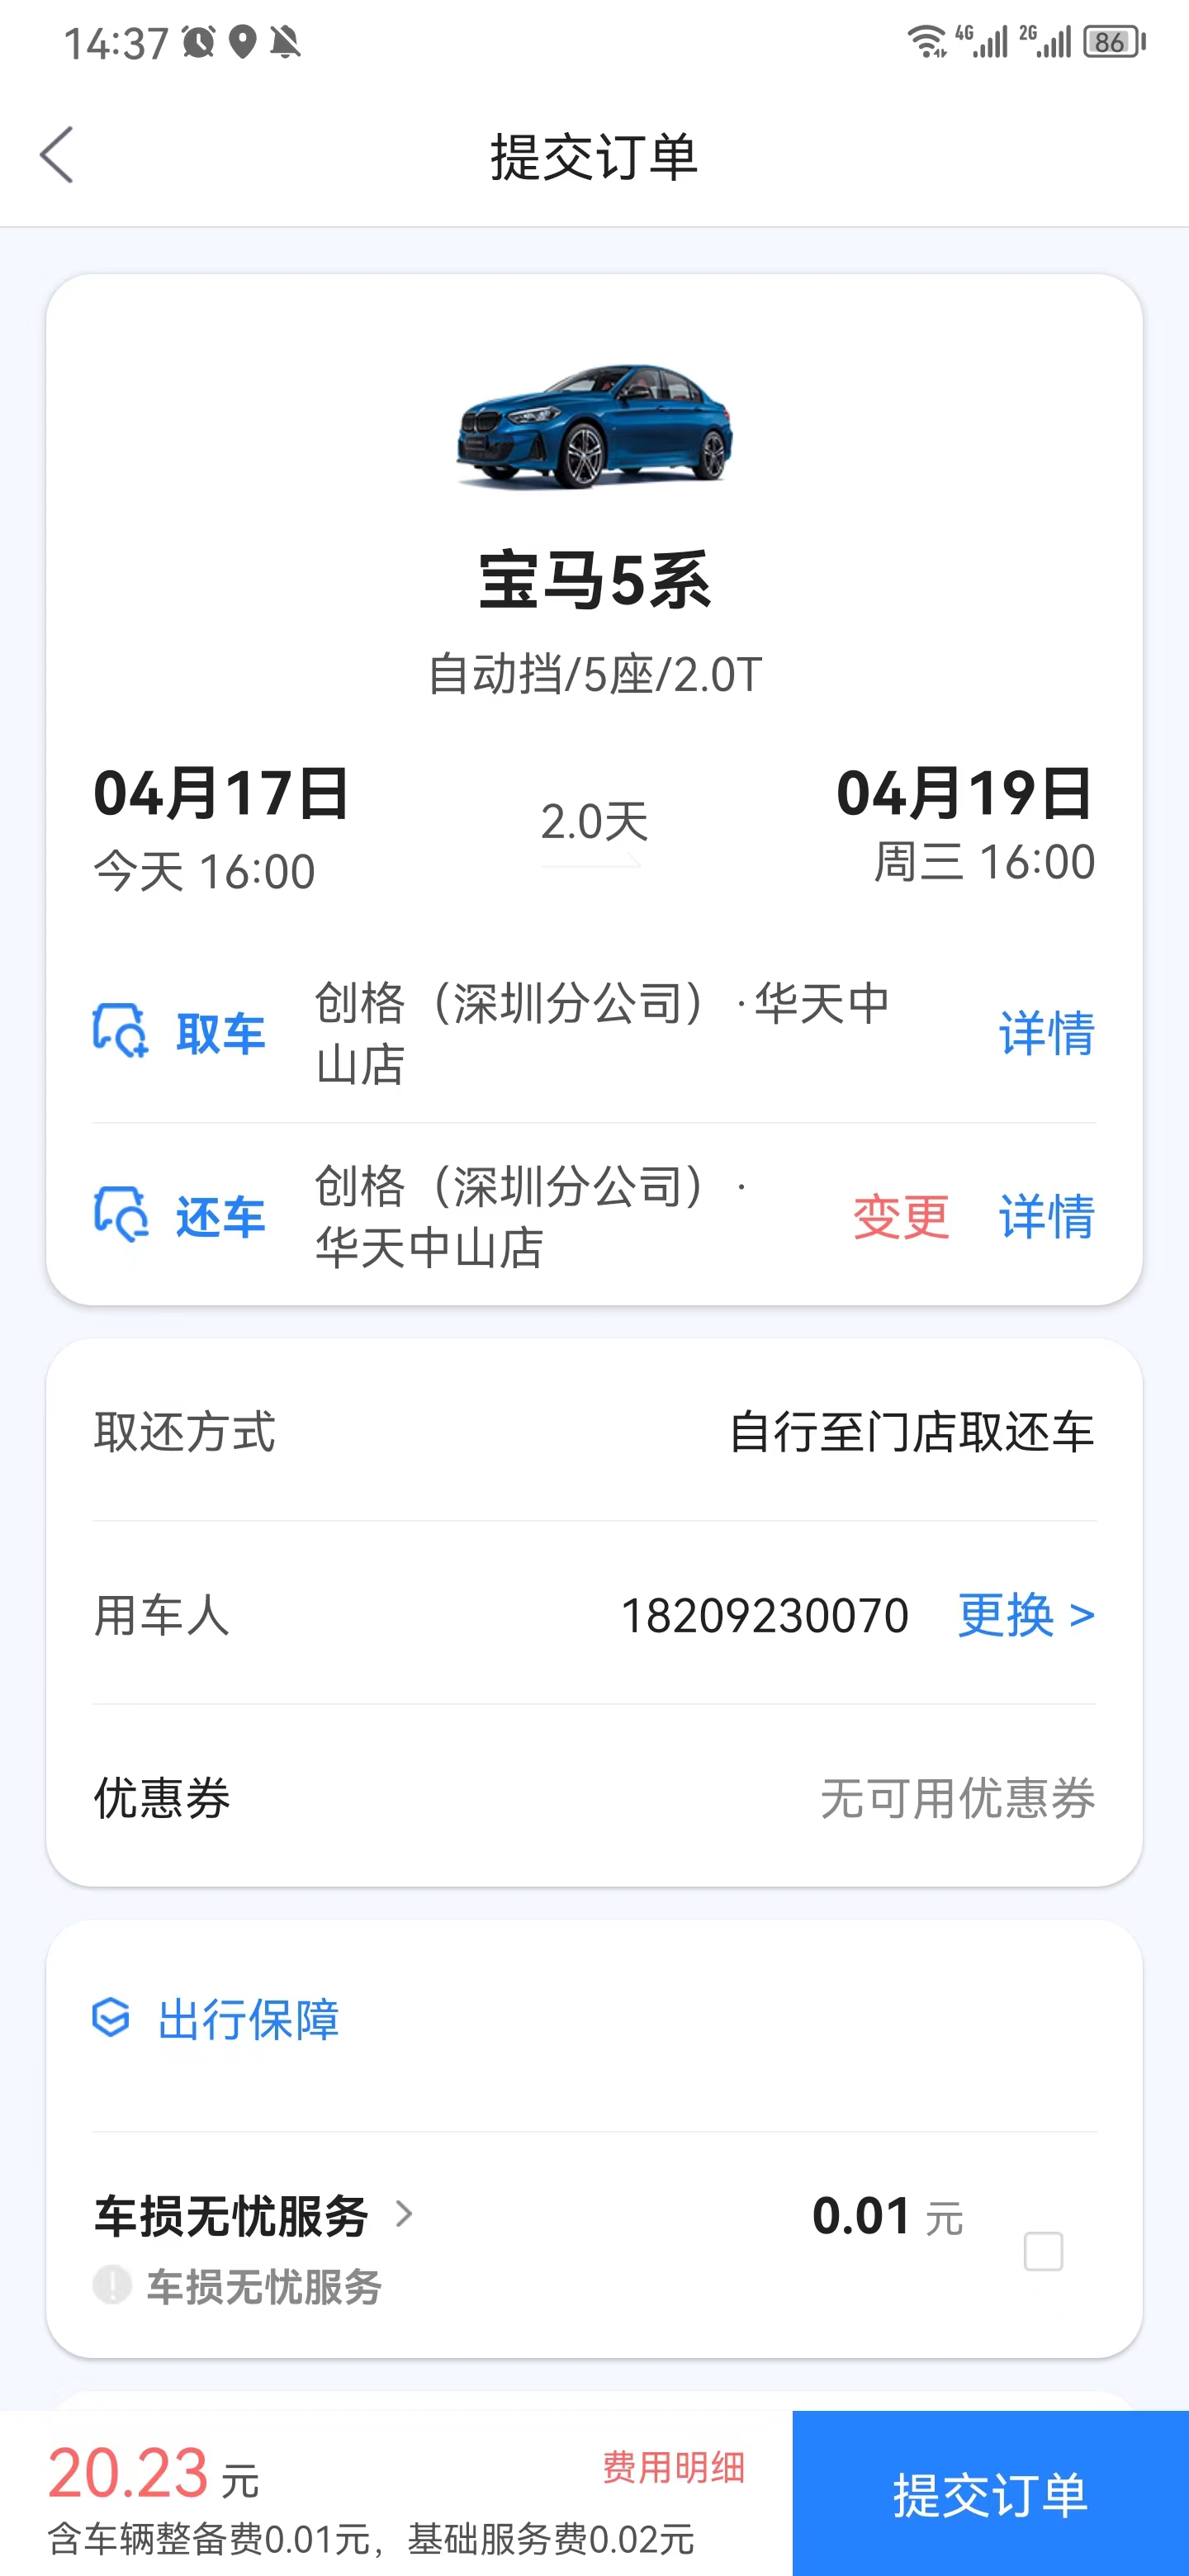 14:37
4G 2G 86
提交订单
宝马5系
自动挡/5座/2.0T
04月17日
今天 16:00
2.0天
04月19日
周三 16:00
取车
创格（深圳分公司）·华天中
山店
详情
还车
创格（深圳分公司）·
华天中山店
变更 详情
取还方式 自行至门店取还车
用车人 18209230070 更换 >
优惠券 无可用优惠券
出行保障
车损无忧服务 > 0.01 元
车损无忧服务
20.23 元 费用明细
含车辆整备费0.01元，基础服务费0.02元
提交订单